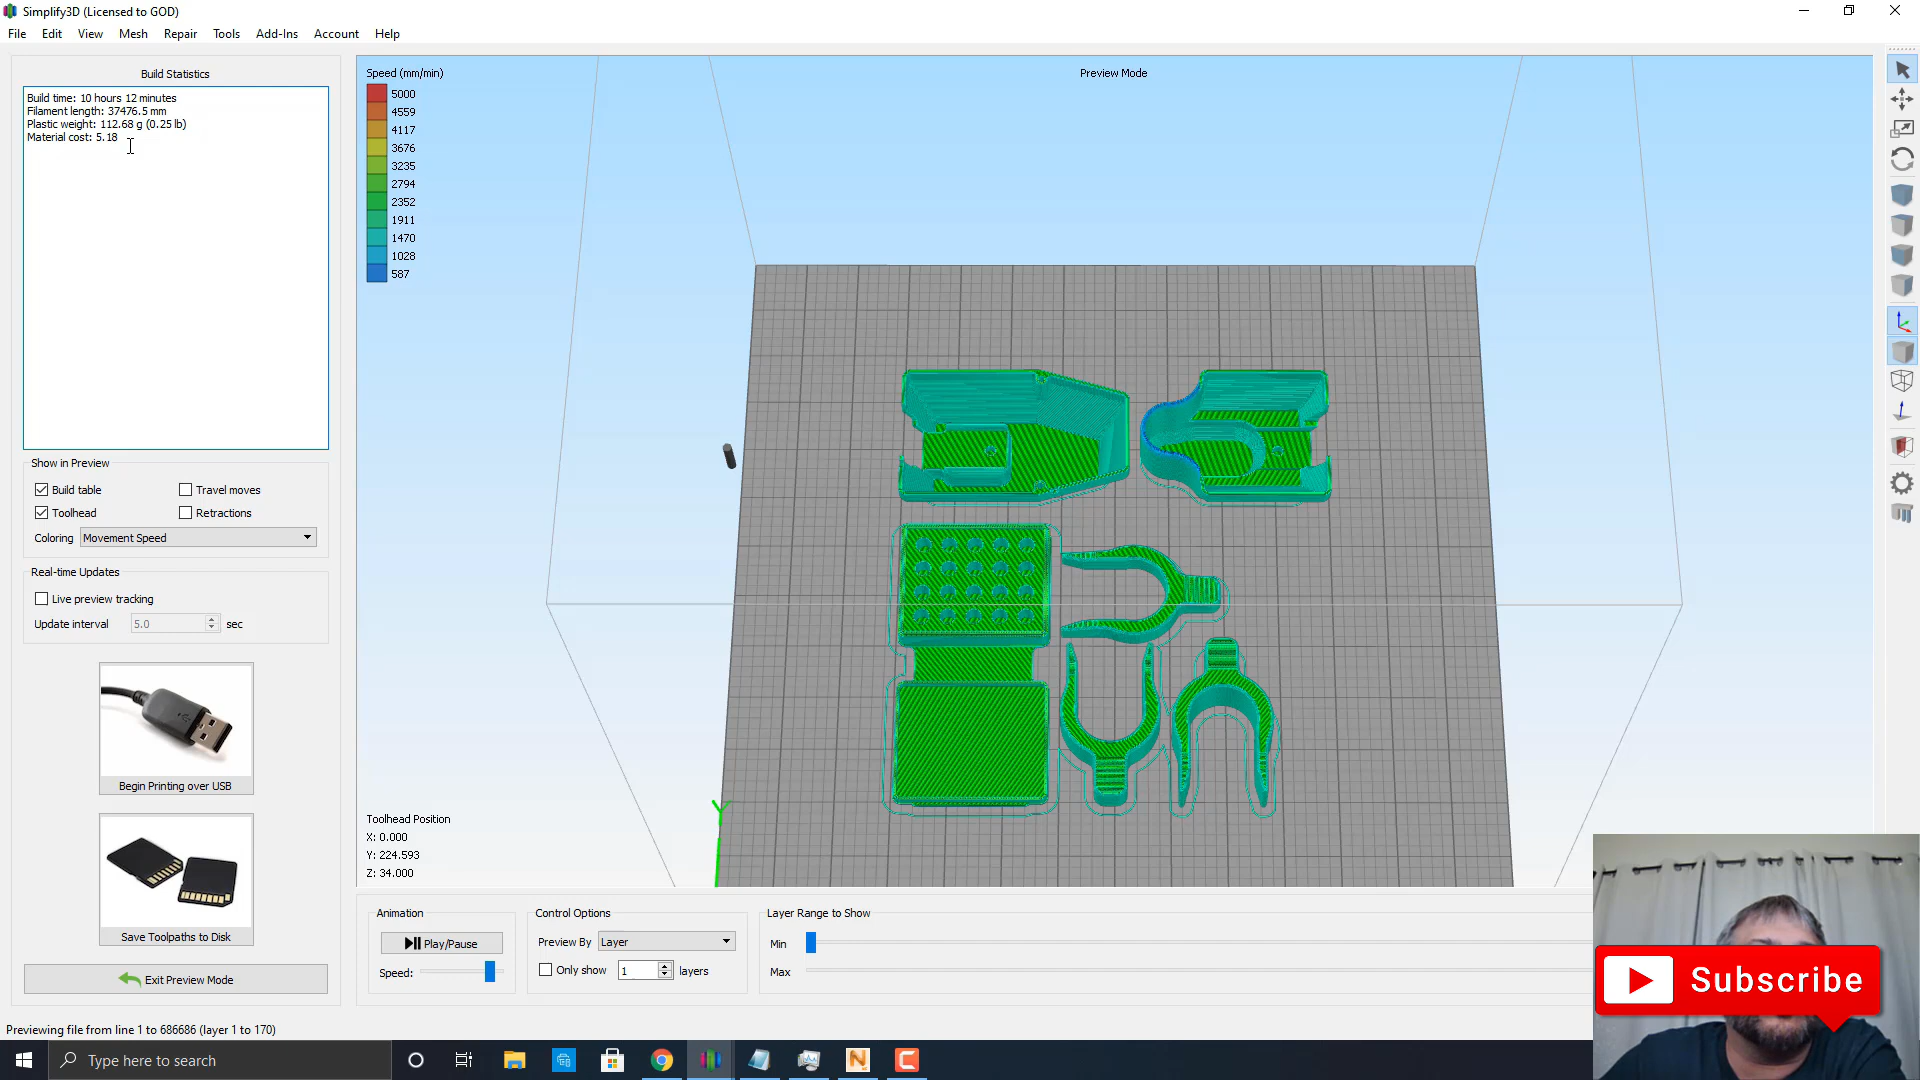 Simplify3D (Licensed to GOD)
File Edit View Mesh Repair Tools Add-Ins Account Help
Build Statistics
Build time: 10 hours 12 minutes
Filament length: 37476.5 mm
Plastic weight: 112.68 g (0.25 lb)
Material cost: 5.18
Show in Preview
Build table
Travel moves
Toolhead
Retractions
Coloring Movement Speed
Real-time Updates
Live preview tracking
Update interval 5.0 sec
Begin Printing over USB
Save Toolpaths to Disk
Exit Preview Mode
Speed (mm/min)
5000
4559
4117
3676
3235
2794
2352
1911
1470
1028
587
Preview Mode
Y
Toolhead Position
X: 0.000
Y: 224.593
Z: 34.000
Animation
Play/Pause
Speed:
Control Options
Preview By Layer
Only show 1 layers
Layer Range to Show
Min
Max
Subscribe
Previewing file from line 1 to 686686 (layer 1 to 170)
Type here to search